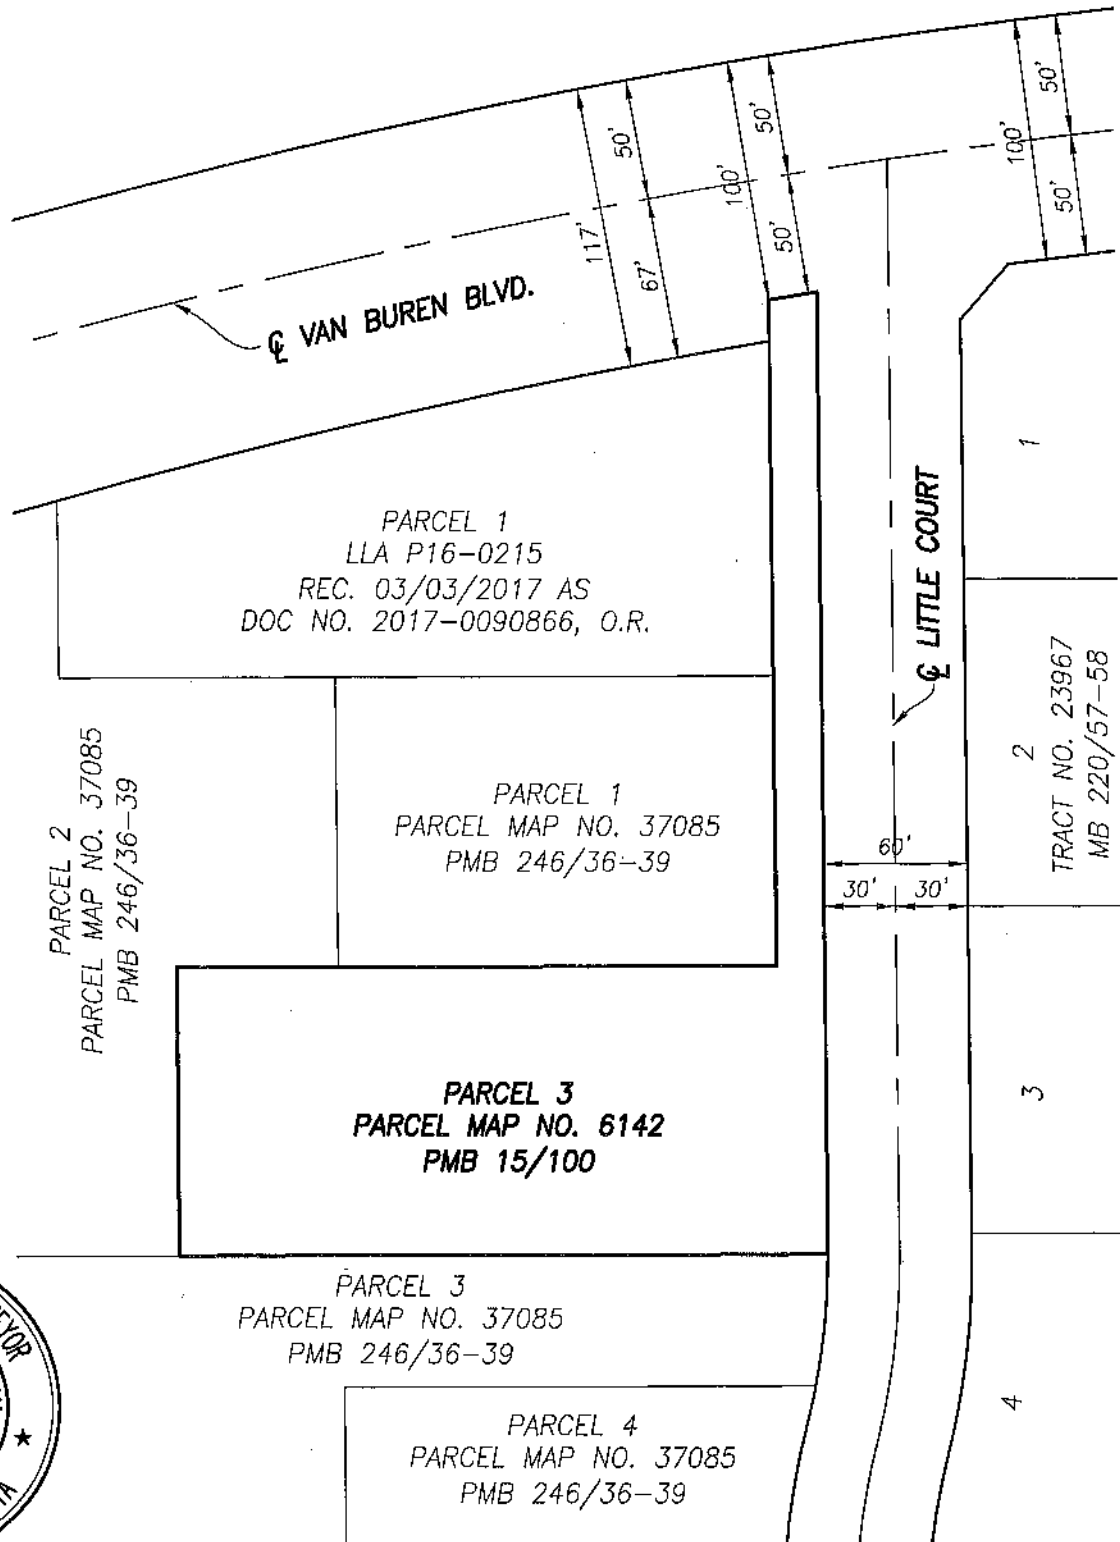 50'
50'
100'
50'
50'
100'
50'
50'
117'
67'
℄ VAN BUREN BLVD.
PARCEL 1
LLA P16-0215
REC. 03/03/2017 AS
DOC NO. 2017-0090866, O.R.
℄ LITTLE COURT
1
2
TRACT NO. 23967
MB 220/57-58
PARCEL 2
PARCEL MAP NO. 37085
PMB 246/36-39
PARCEL 1
PARCEL MAP NO. 37085
PMB 246/36-39
60'
30'
30'
PARCEL 3
PARCEL MAP NO. 6142
PMB 15/100
3
PARCEL 3
PARCEL MAP NO. 37085
PMB 246/36-39
4
PARCEL 4
PARCEL MAP NO. 37085
PMB 246/36-39